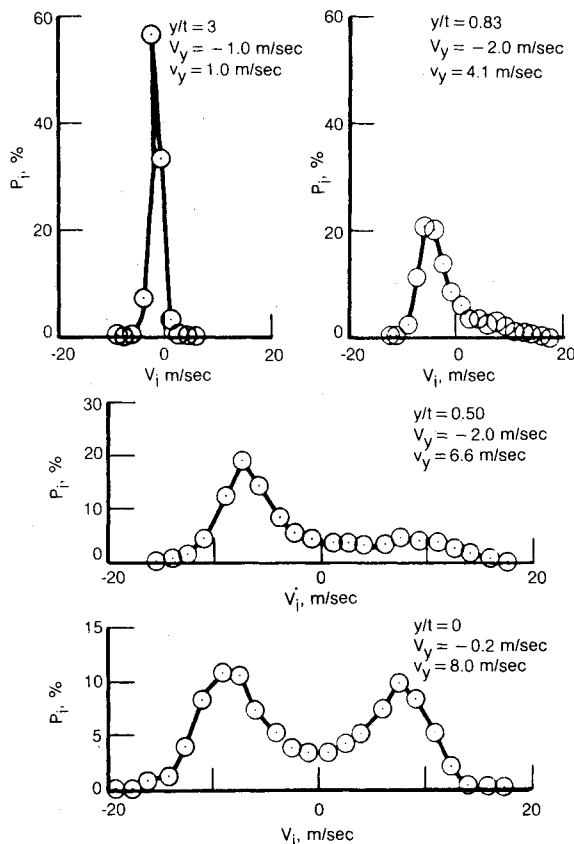 y/t = 3
V_y = −1.0 m/sec
v_y = 1.0 m/sec
60
40
20
0
P_i, %
-20
0
20
V_i m/sec
y/t = 0.83
V_y = −2.0 m/sec
v_y = 4.1 m/sec
60
40
20
0
P_i, %
-20
0
20
V_i, m/sec
y/t = 0.50
V_y = −2.0 m/sec
v_y = 6.6 m/sec
30
20
10
0
P_i, %
-20
0
20
V_i, m/sec
y/t = 0
V_y = −0.2 m/sec
v_y = 8.0 m/sec
15
10
5
0
P_i, %
-20
0
20
V_i, m/sec